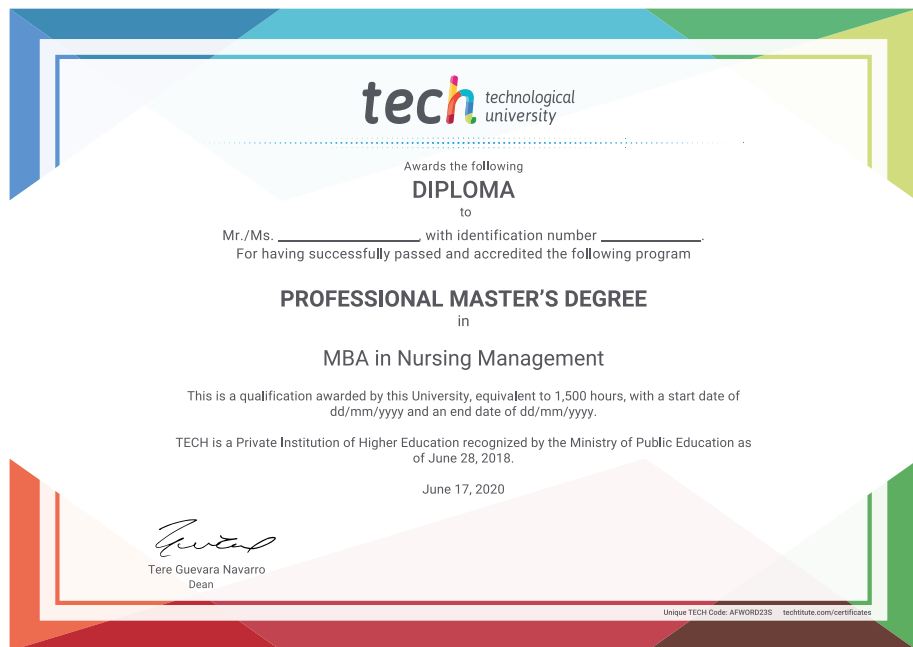 tech technological
university
Awards the following
DIPLOMA
to
Mr./Ms. ____________________, with identification number ______________.
For having successfully passed and accredited the following program
PROFESSIONAL MASTER'S DEGREE
in
MBA in Nursing Management
This is a qualification awarded by this University, equivalent to 1,500 hours, with a start date of
dd/mm/yyyy and an end date of dd/mm/yyyy.
TECH is a Private Institution of Higher Education recognized by the Ministry of Public Education as
of June 28, 2018.
June 17, 2020
Tere Guevara Navarro
Dean
Unique TECH Code: AFWORD23S techtitute.com/certificates